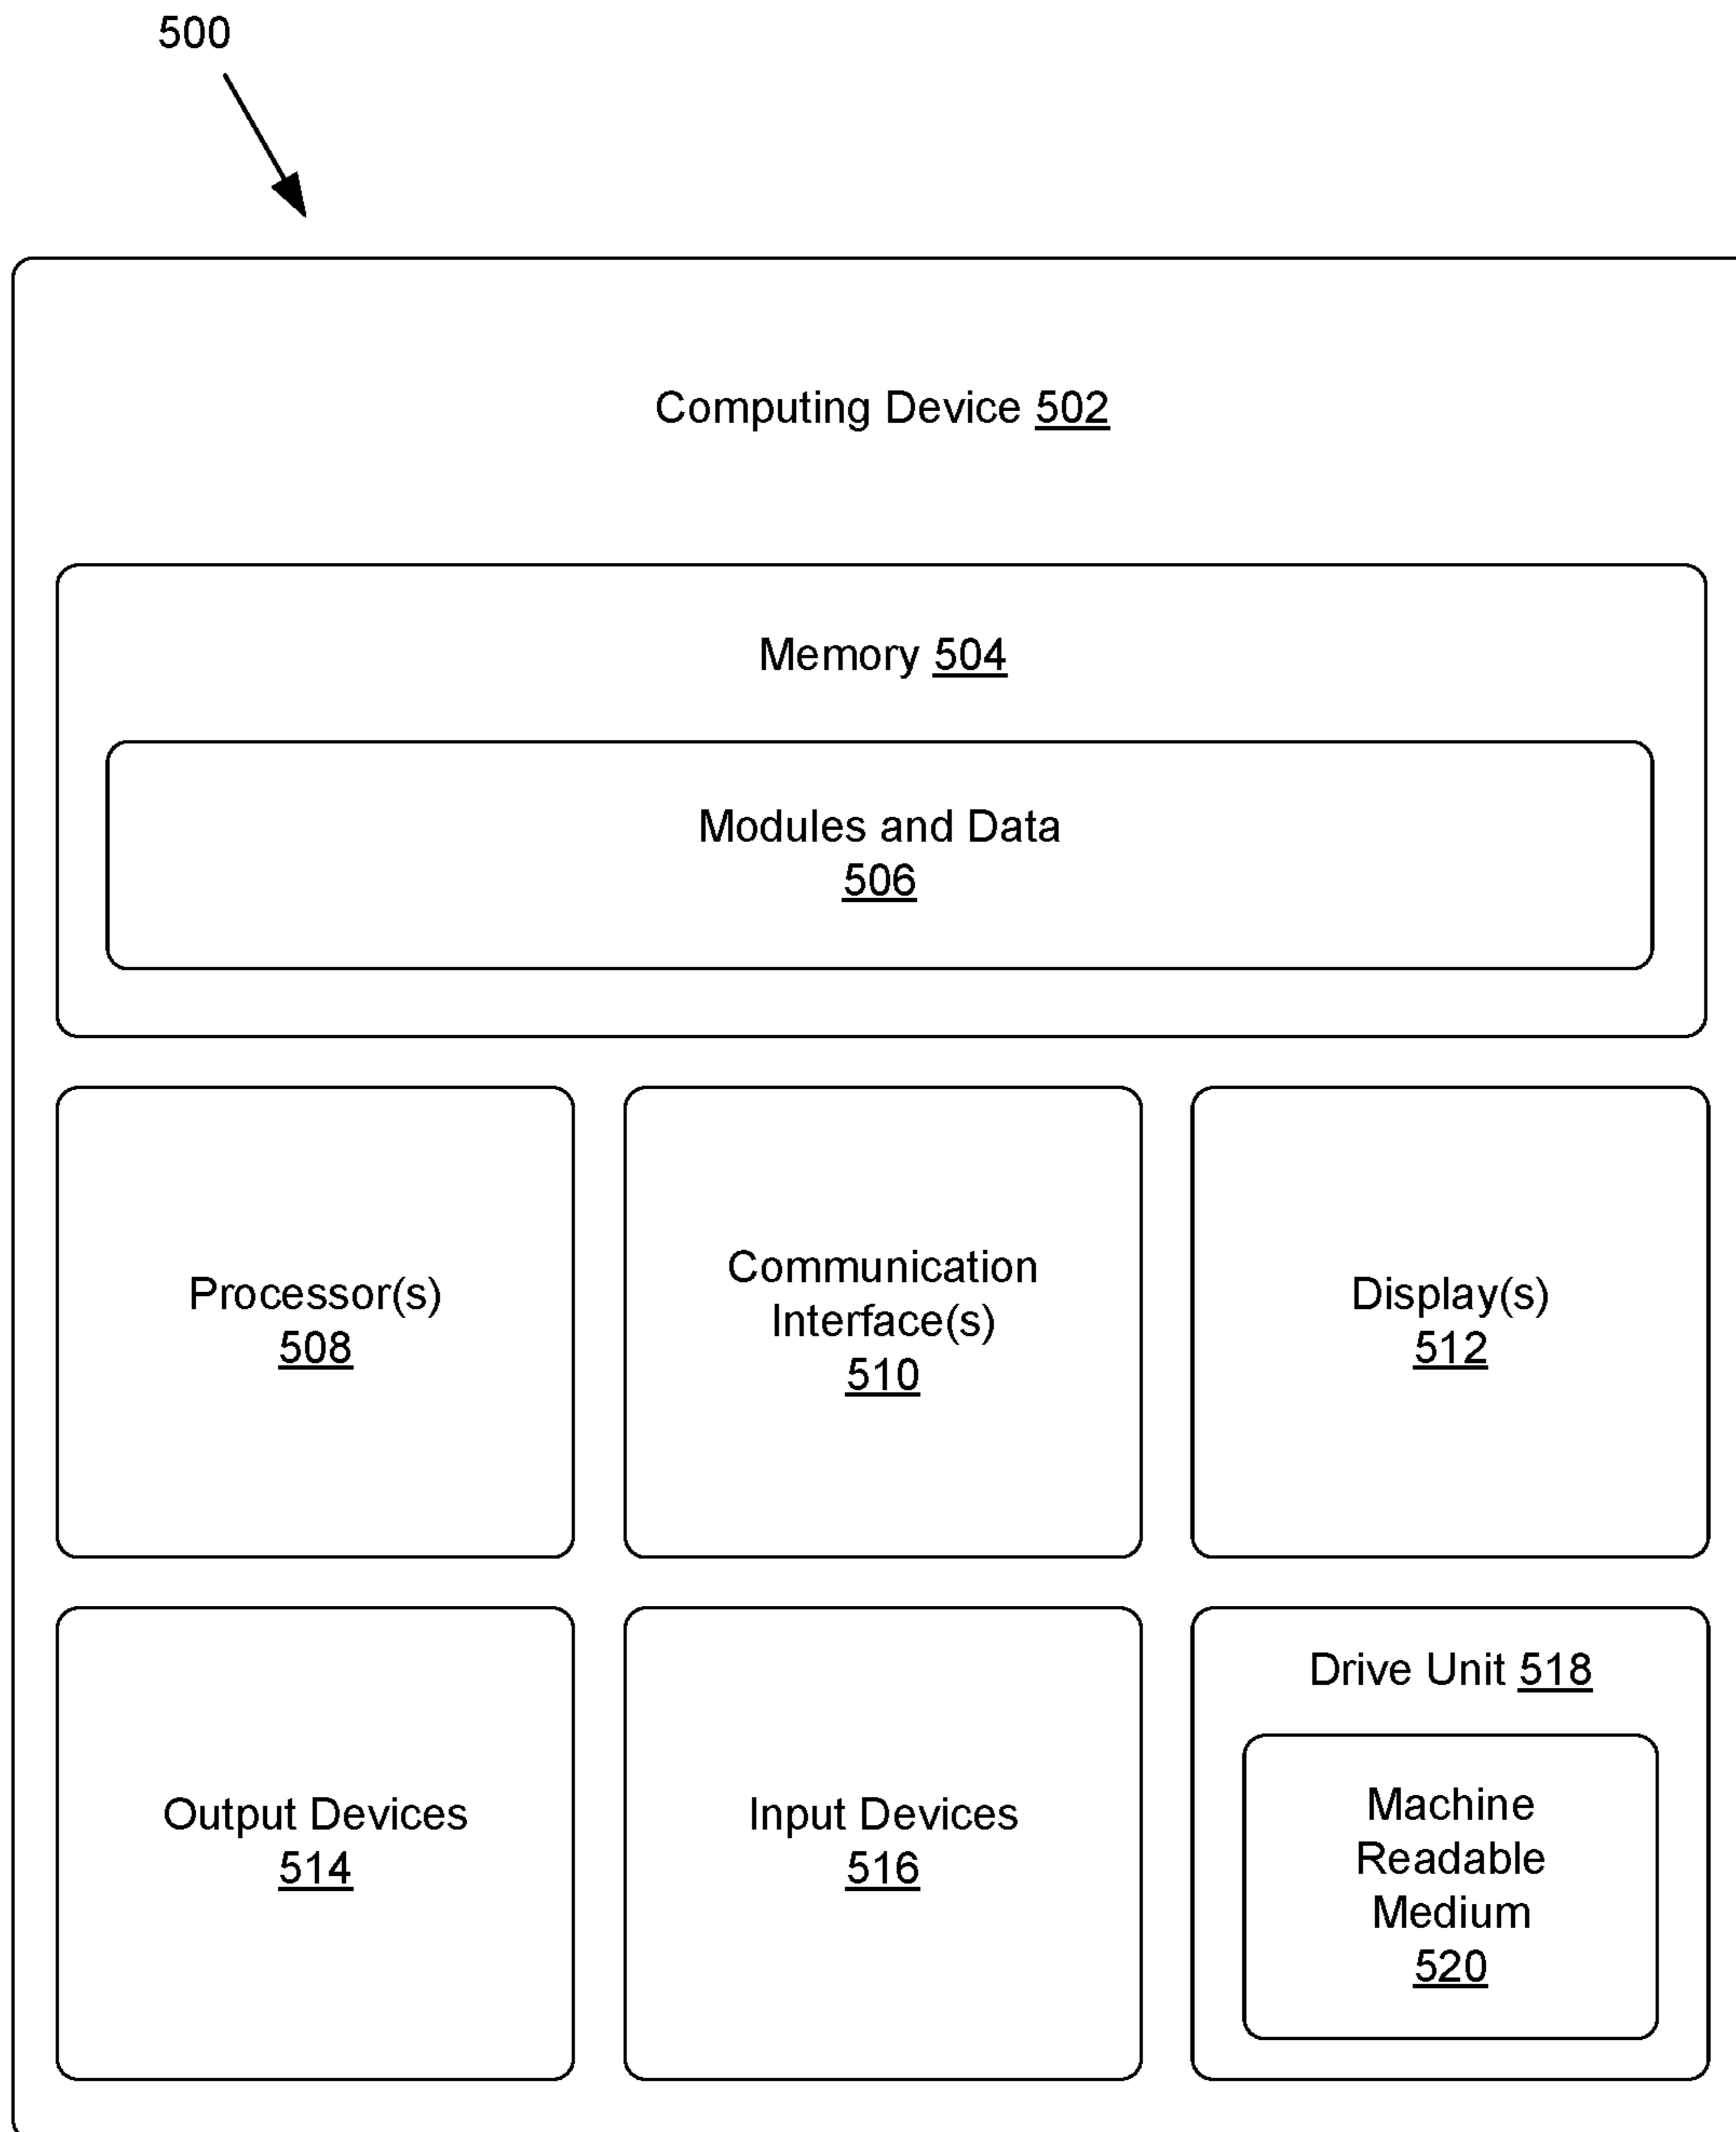 500
Computing Device 502
Memory 504
Modules and Data
506
Processor(s)
508
Communication
Interface(s)
510
Display(s)
512
Output Devices
514
Input Devices
516
Drive Unit 518
Machine
Readable
Medium
520